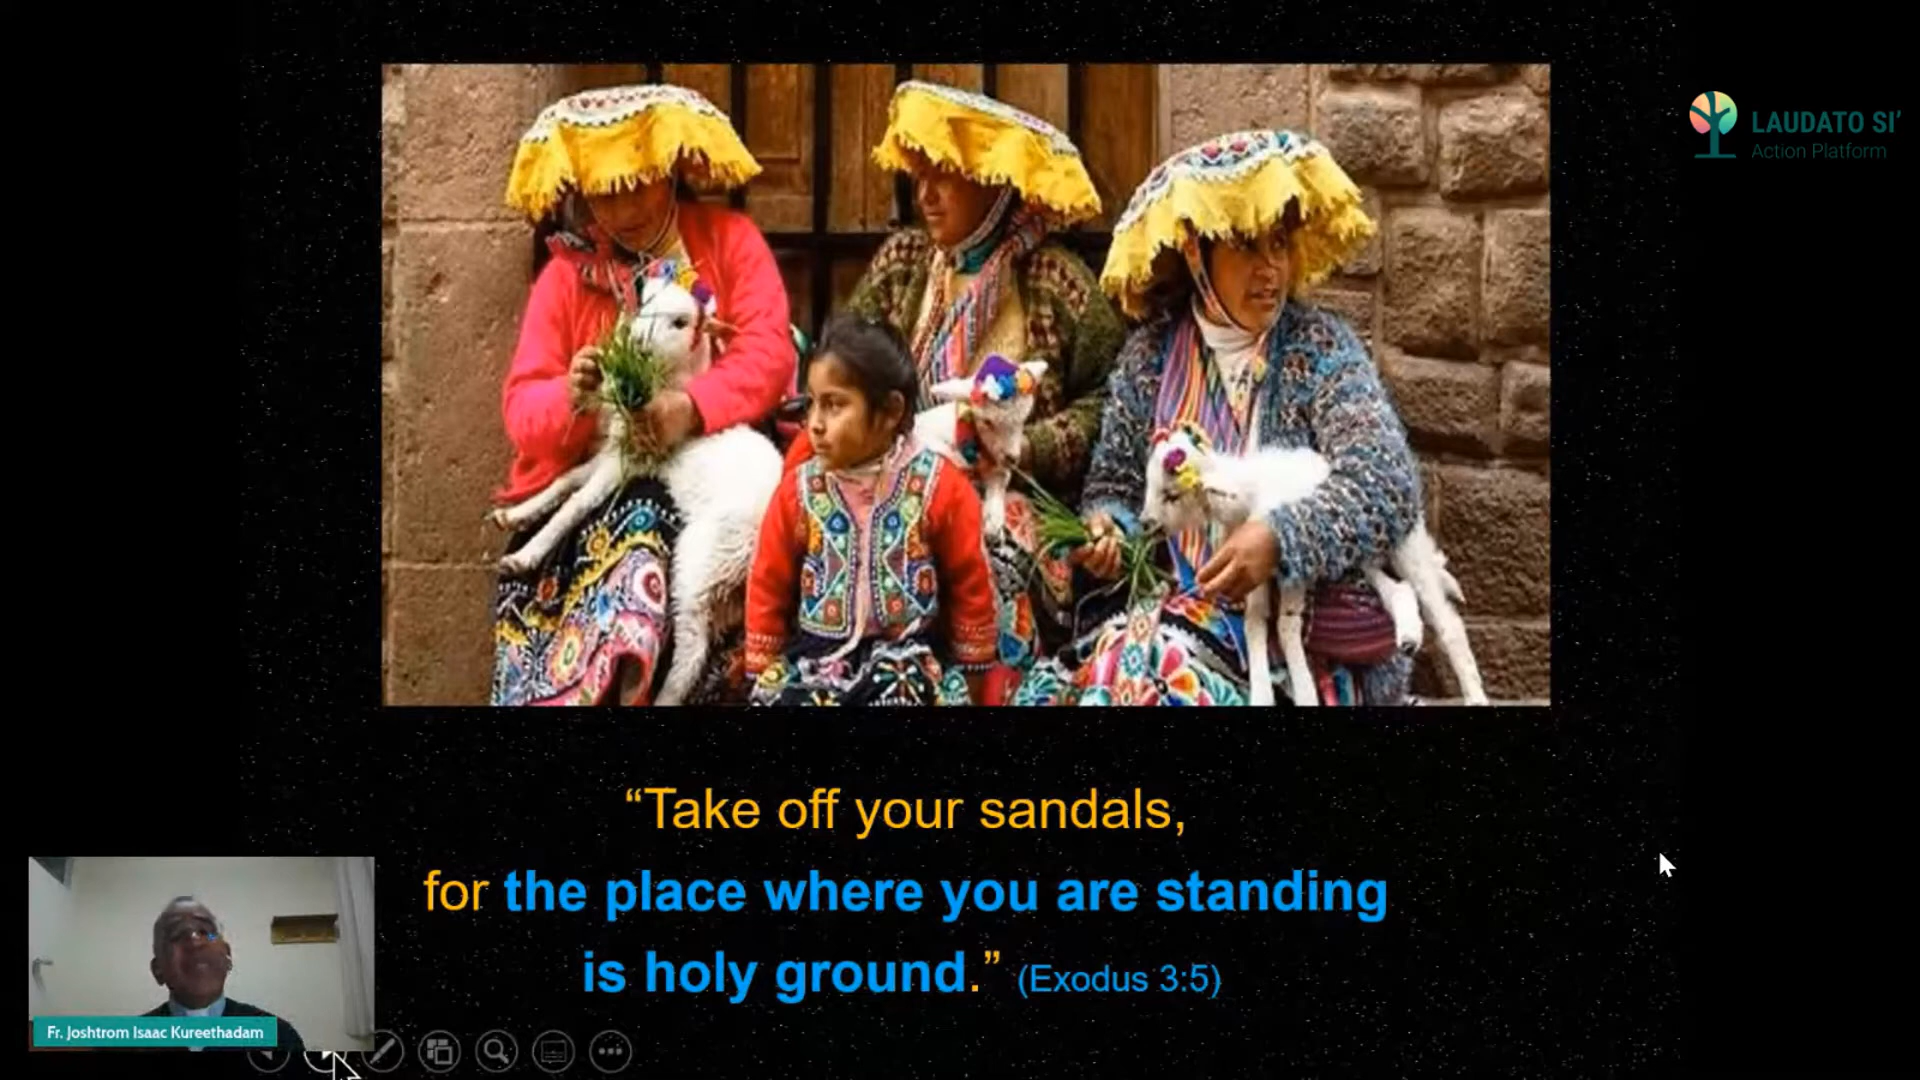 LAUDATO SI’
Action Platform
“Take off your sandals,
for the place where you are standing
is holy ground.” (Exodus 3:5)
Fr. Joshtrom Isaac Kureethadam